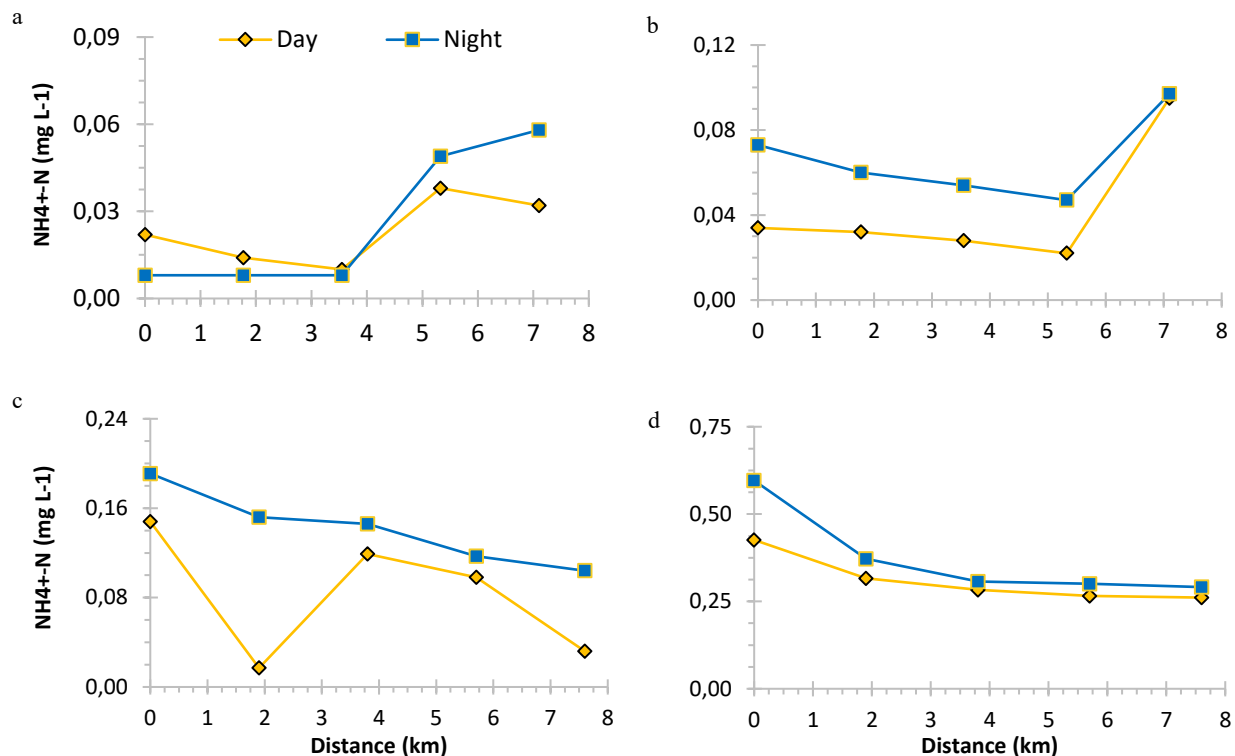 a
0,09
0,06
0,03
0,00
NH4+-N (mg L-1)
Day
Night
0 1 2 3 4 5 6 7 8
b
0,12
0,08
0,04
0,00
0 1 2 3 4 5 6 7 8
c
0,24
0,16
0,08
0,00
NH4+-N (mg L-1)
0 1 2 3 4 5 6 7 8
Distance (km)
d
0,75
0,50
0,25
0,00
0 1 2 3 4 5 6 7 8
Distance (km)